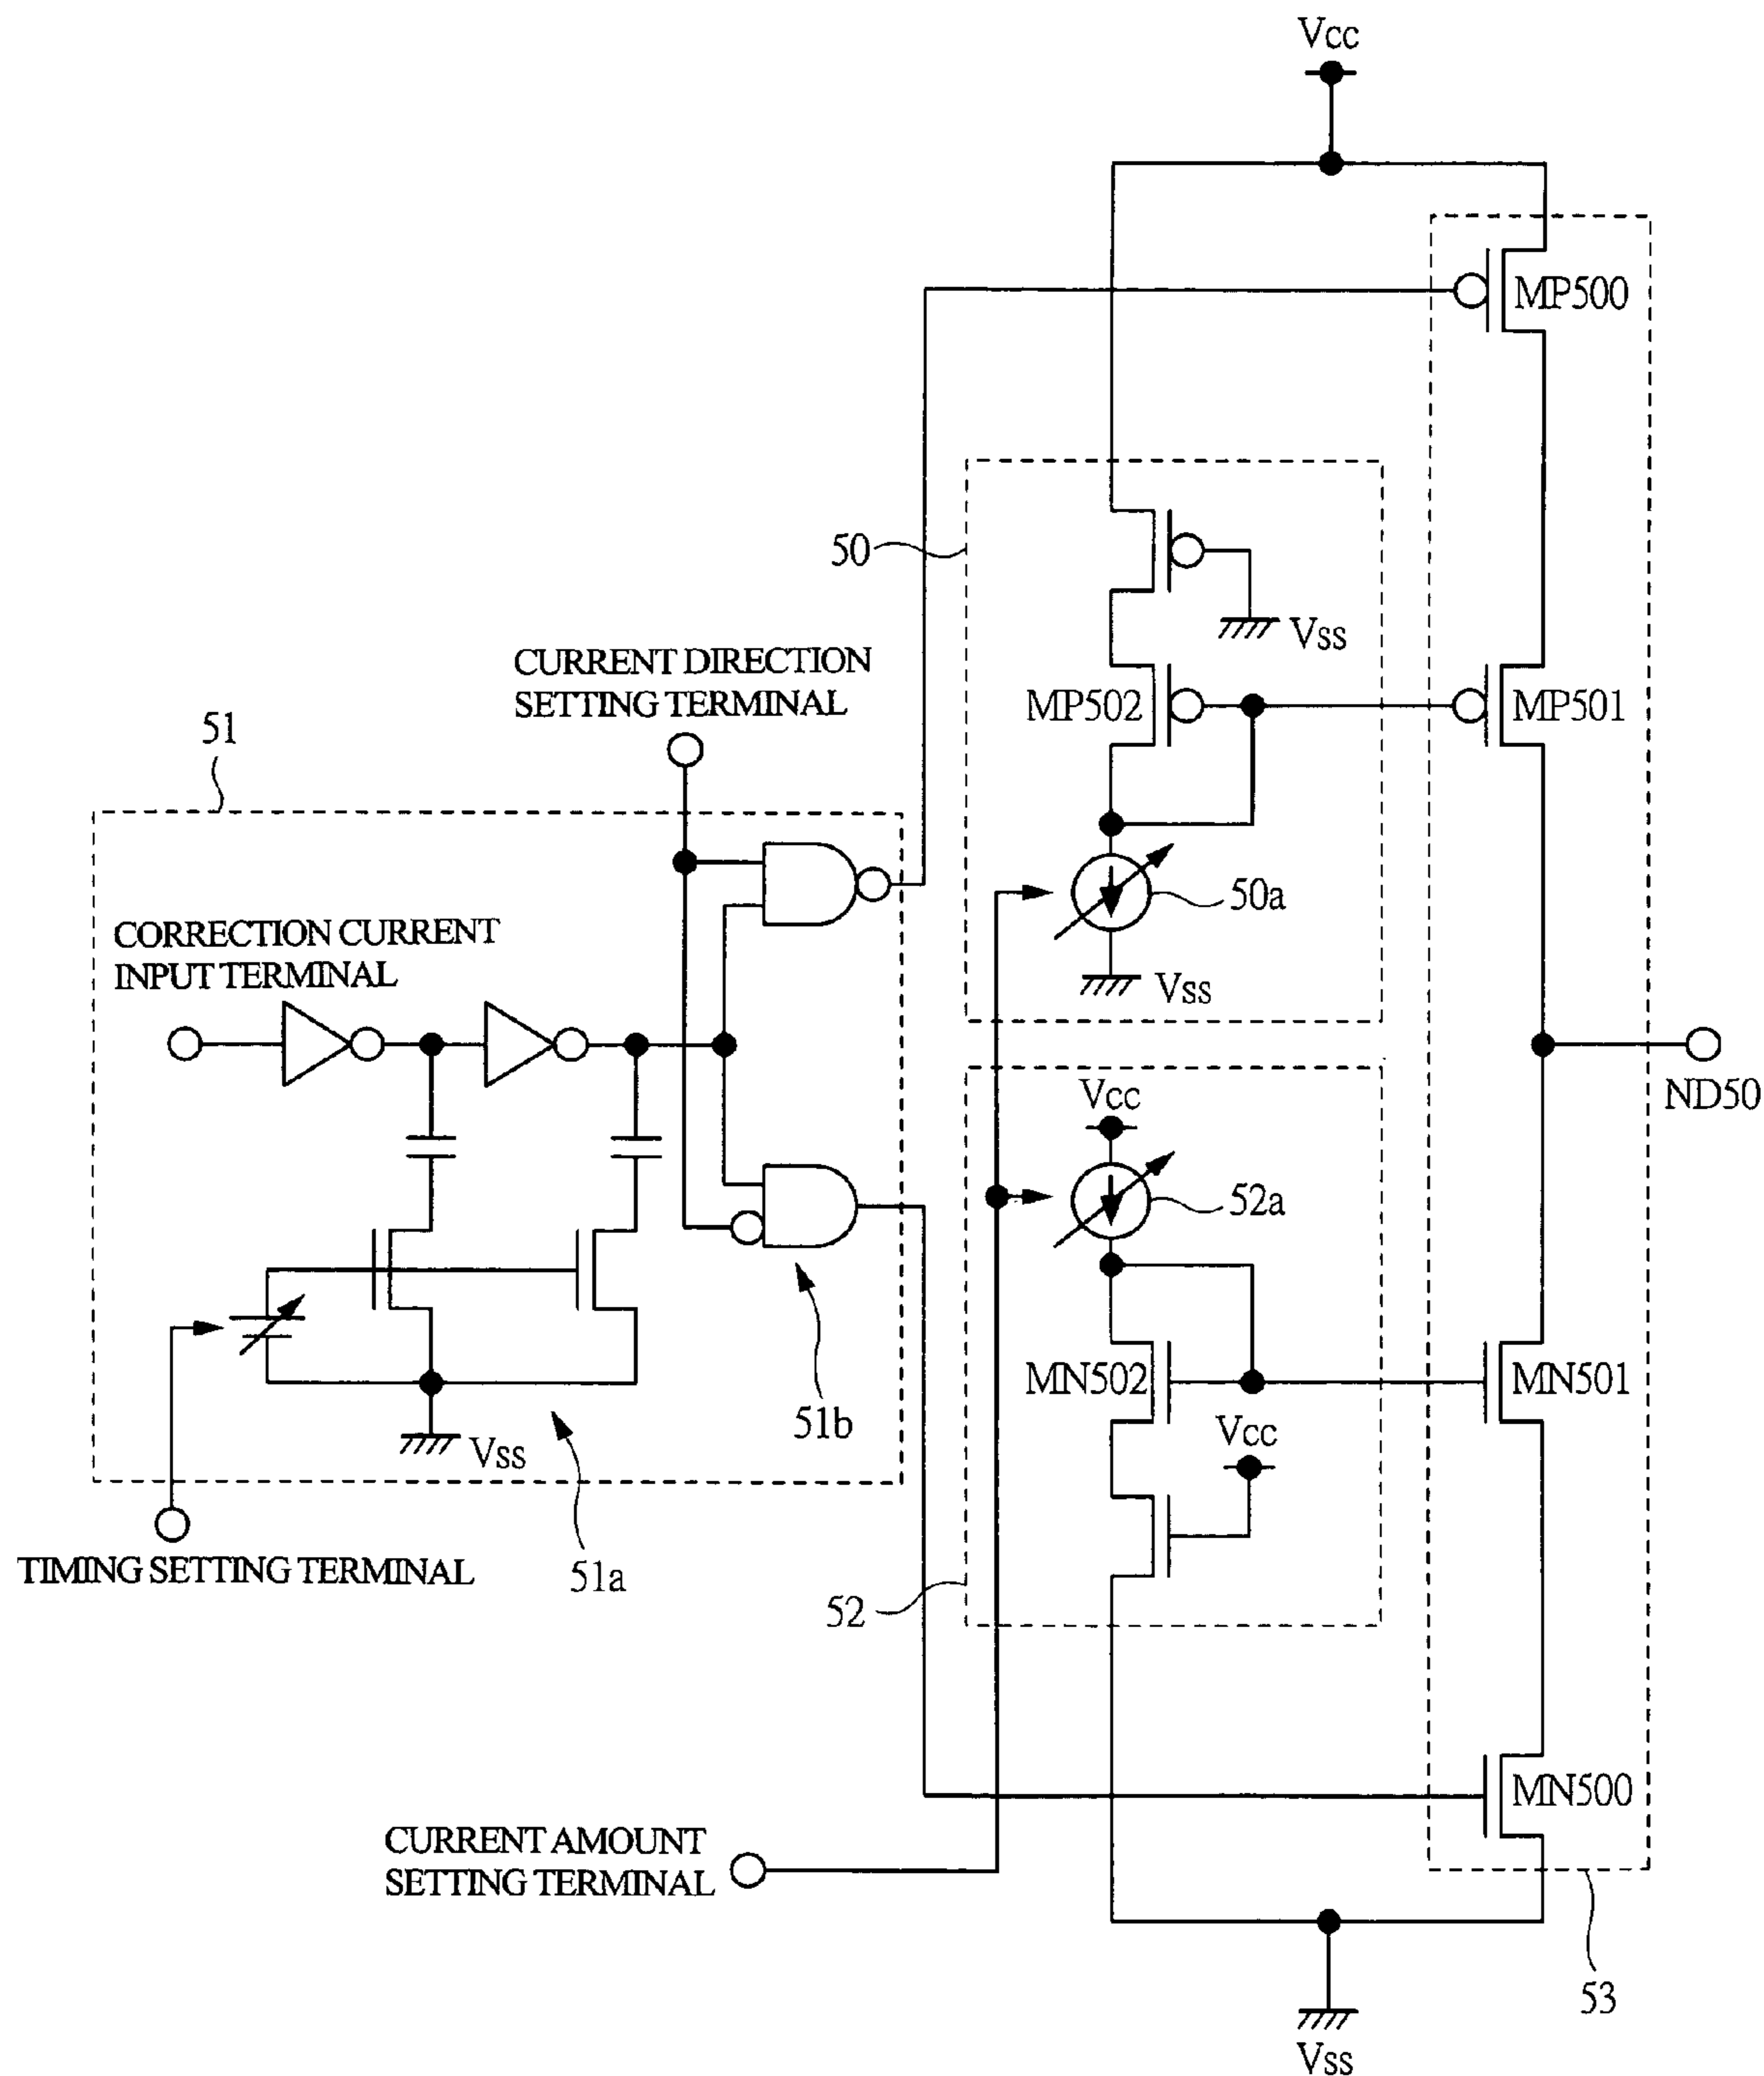 Vcc
MP500
50
Vss
CURRENT DIRECTION
SETTING TERMINAL
MP502
MP501
51
50a
CORRECTION CURRENT
INPUT TERMINAL
Vss
ND50
Vcc
52a
MN502
MN501
51b
Vcc
Vss
TIMING SETTING TERMINAL
51a
52
MN500
CURRENT AMOUNT
SETTING TERMINAL
53
Vss